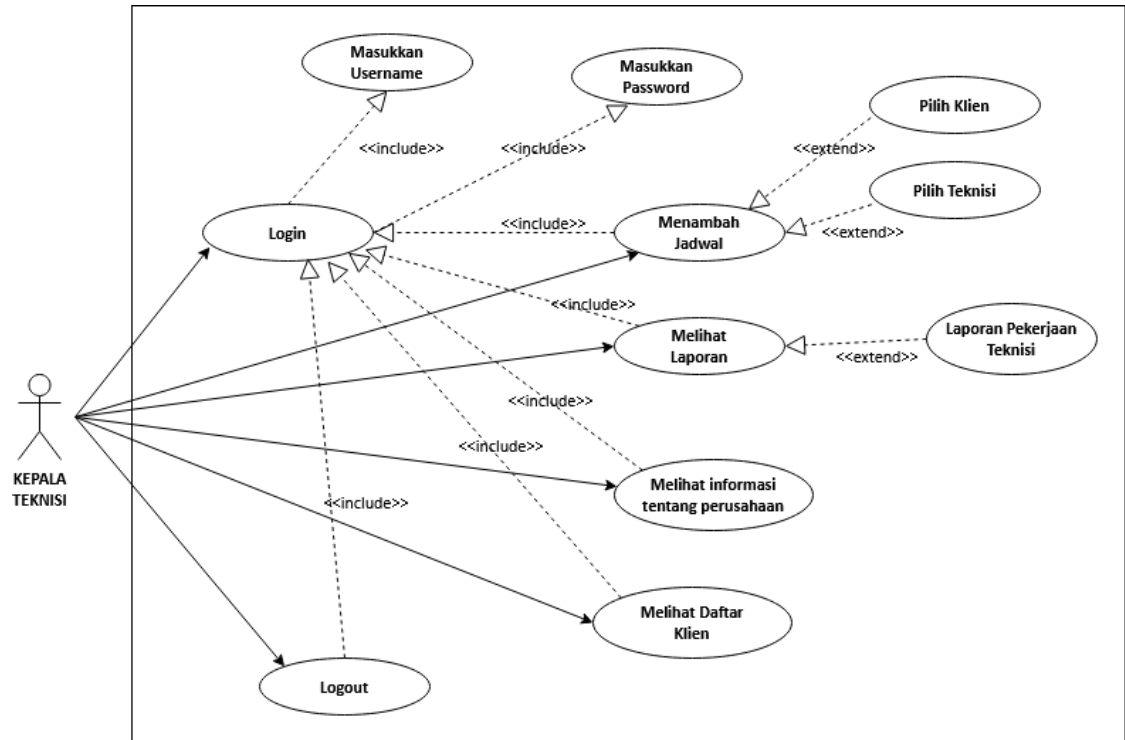 Masukkan
Username
Masukkan
Password
Pilih Klien
<<include>>
<<include>>
<<extend>>
Pilih Teknisi
Login
<<include>>
Menambah
Jadwal
<<extend>>
<<include>>
Melihat
Laporan
Laporan Pekerjaan
Teknisi
<<extend>>
<<include>>
<<include>>
KEPALA
TEKNISI
Melihat informasi
tentang perusahaan
<<include>>
Melihat Daftar
Klien
Logout